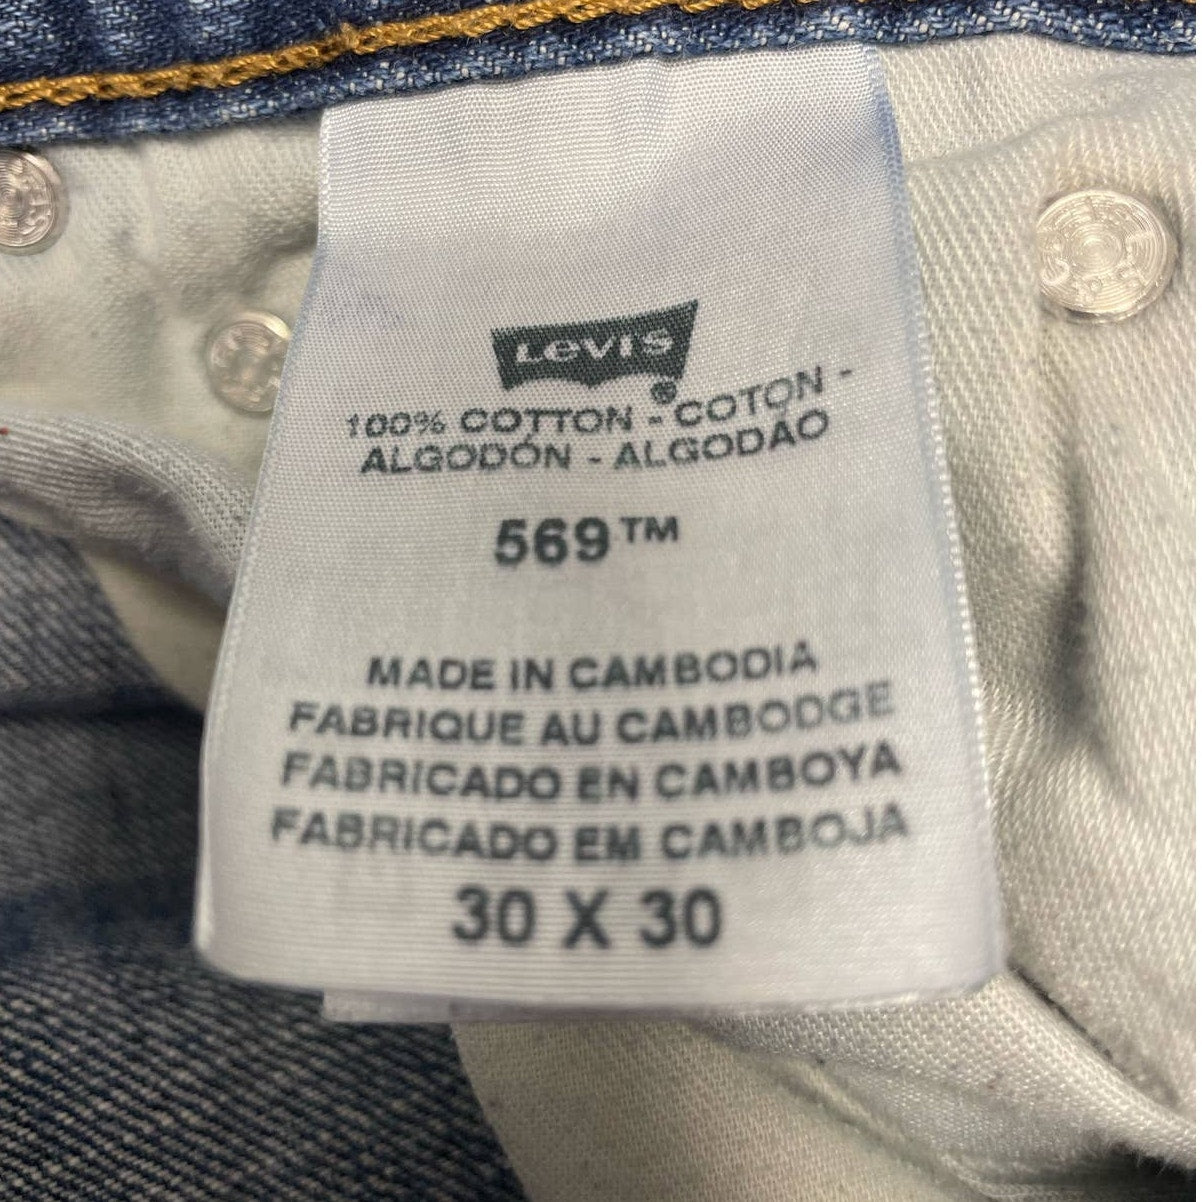 LEVI'S
®
100% COTTON - COTON -
ALGODÓN - ALGODÃO
569™
MADE IN CAMBODIA
FABRIQUE AU CAMBODGE
FABRICADO EN CAMBOYA
FABRICADO EM CAMBOJA
30 X 30